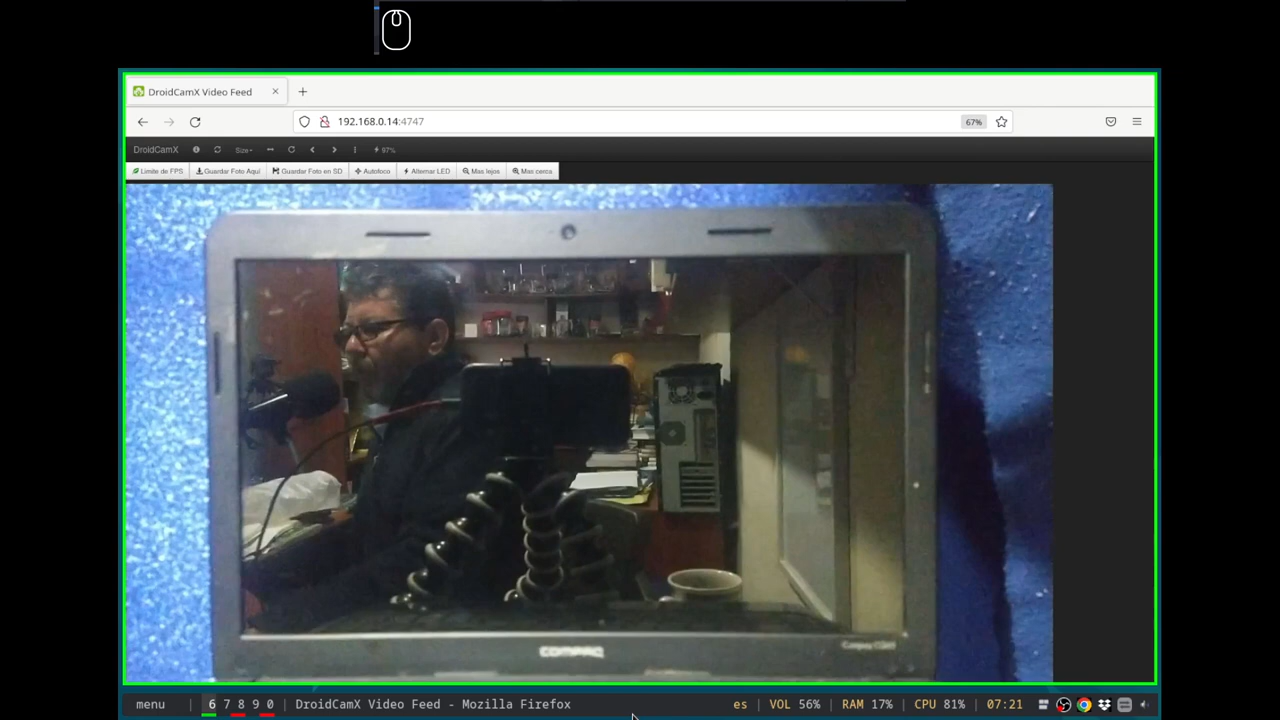 DroidCamX Video Feed
192.168.0.14:4747
67%
DroidCamX
Size
97%
Limite de FPS
Guardar Foto Aquí
Guardar Foto en SD
Autofoco
Alternar LED
Mas lejos
Mas cerca
COMPAQ
menu | 6 7 8 9 0 | DroidCamX Video Feed - Mozilla Firefox
es | VOL 56% | RAM 17% | CPU 81% | 07:21